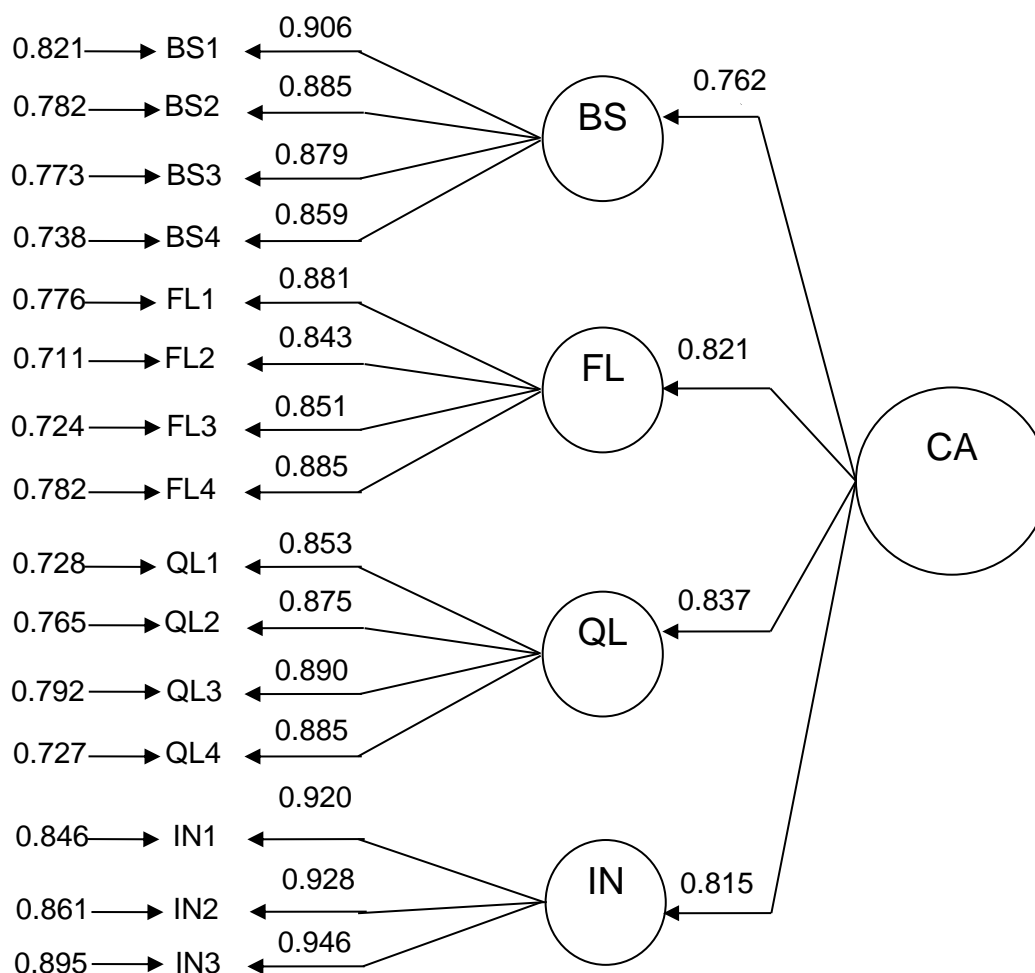 0.821 BS1 0.906
0.782 BS2 0.885
0.773 BS3 0.879
0.738 BS4 0.859
BS 0.762
0.776 FL1 0.881
0.711 FL2 0.843
0.724 FL3 0.851
0.782 FL4 0.885
FL 0.821
CA
0.728 QL1 0.853
0.765 QL2 0.875
0.792 QL3 0.890
0.727 QL4 0.885
QL 0.837
0.846 IN1 0.920
0.861 IN2 0.928
0.895 IN3 0.946
IN 0.815